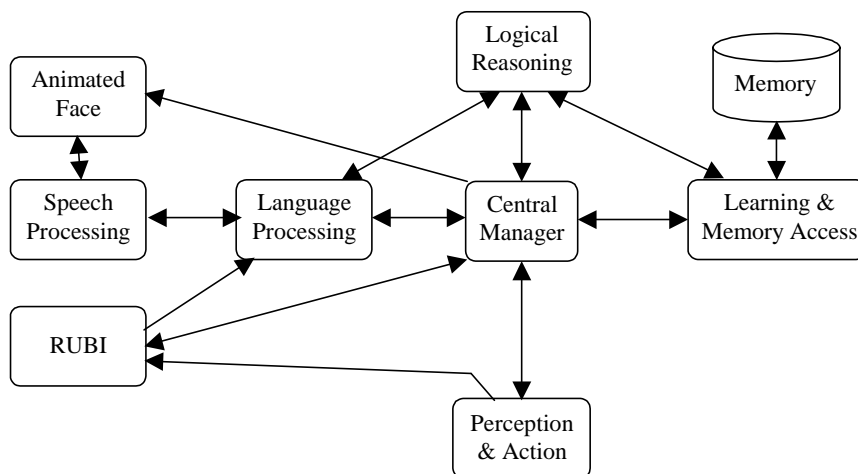 Logical
Reasoning
Memory
Animated
Face
Speech
Processing
Language
Processing
Central
Manager
Learning &
Memory Access
RUBI
Perception
& Action